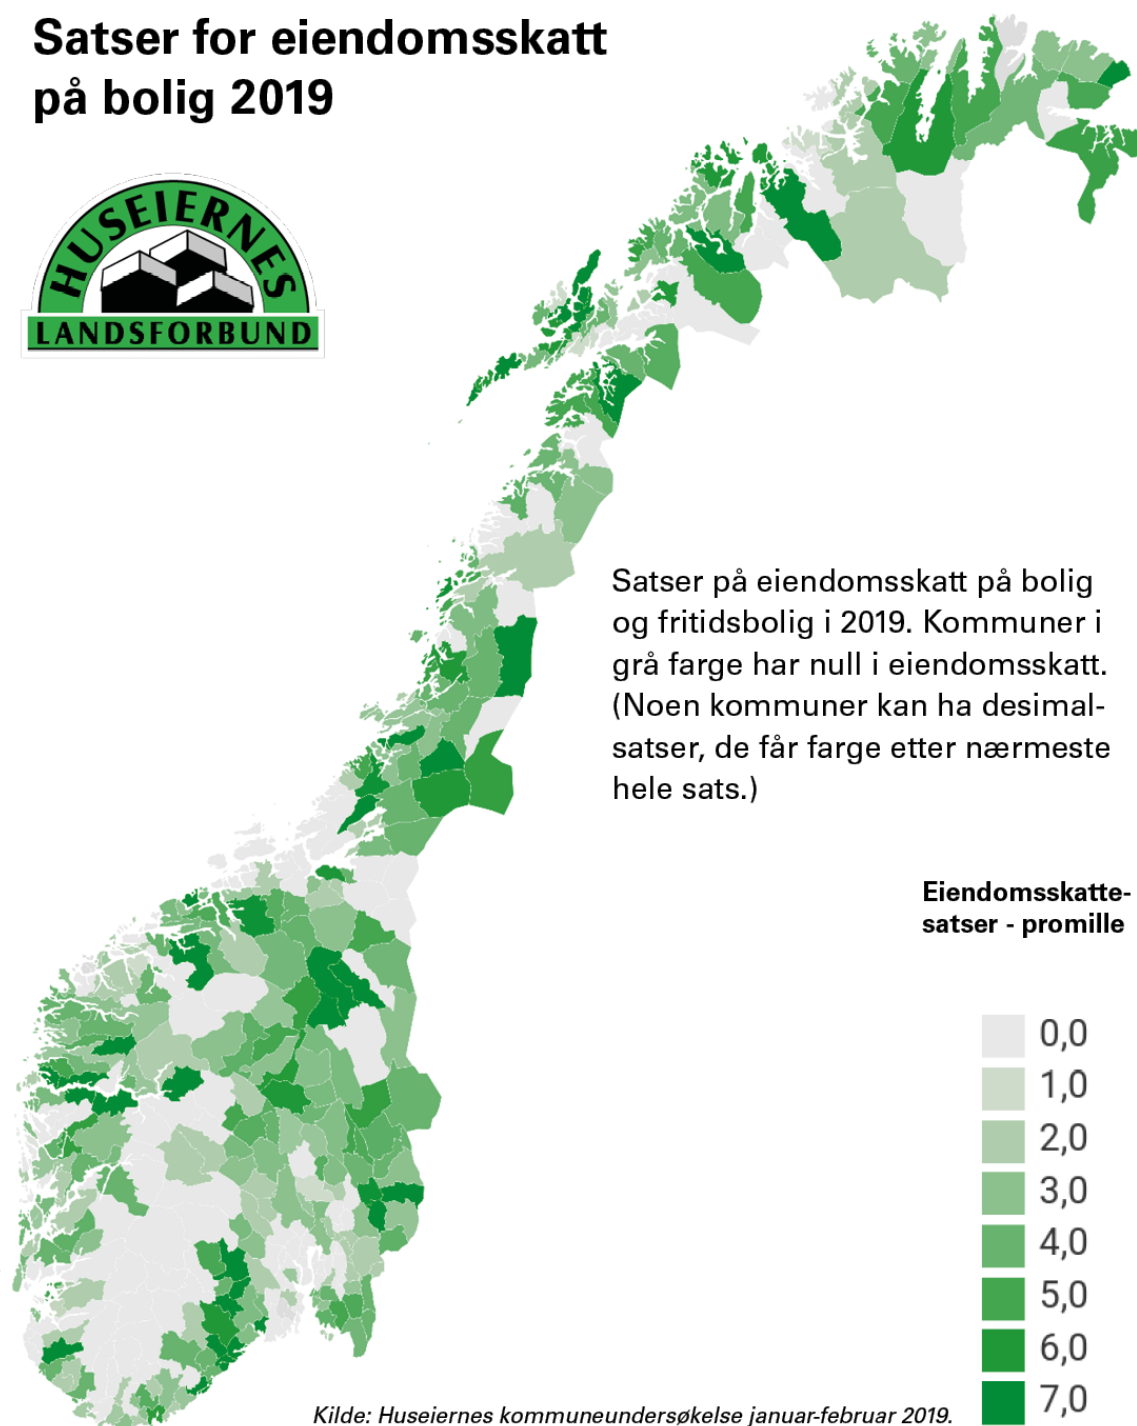 Satser for eiendomsskatt
på bolig 2019
HUSEIERNES
LANDSFORBUND
Satser på eiendomsskatt på bolig
og fritidsbolig i 2019. Kommuner i
grå farge har null i eiendomsskatt.
(Noen kommuner kan ha desimal-
satser, de får farge etter nærmeste
hele sats.)
Eiendomsskatte-
satser - promille
0,0
1,0
2,0
3,0
4,0
5,0
6,0
7,0
Kilde: Huseiernes kommuneundersøkelse januar-februar 2019.